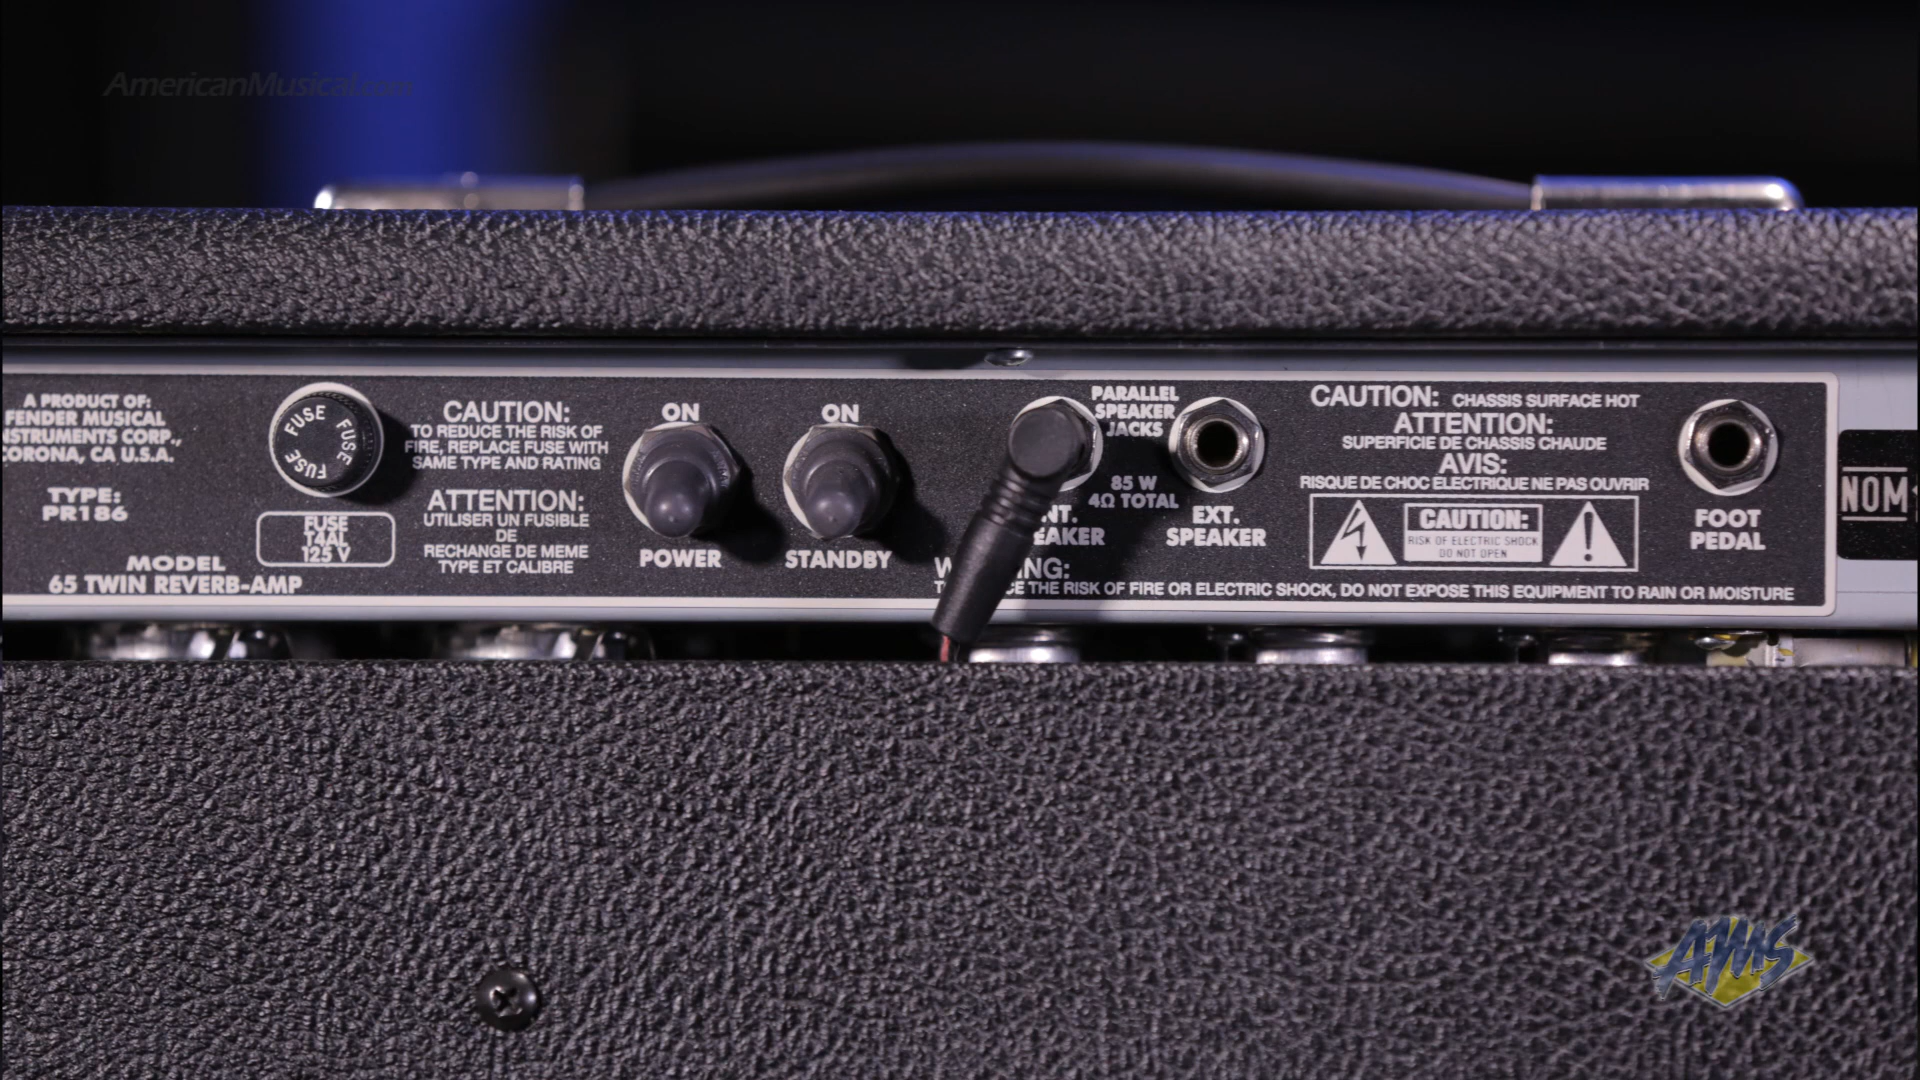 AmericanMusical.com
A PRODUCT OF:
FENDER MUSICAL
INSTRUMENTS CORP.,
CORONA, CA U.S.A.
TYPE:
PR186
MODEL
65 TWIN REVERB-AMP
FUSE FUSE FUSE
FUSE
T4AL
125 V
CAUTION:
TO REDUCE THE RISK OF
FIRE, REPLACE FUSE WITH
SAME TYPE AND RATING
ATTENTION:
UTILISER UN FUSIBLE
DE
RECHANGE DE MEME
TYPE ET CALIBRE
ON
POWER
ON
STANDBY
PARALLEL
SPEAKER
JACKS
85 W
4Ω TOTAL
NT.
EAKER
EXT.
SPEAKER
CAUTION: CHASSIS SURFACE HOT
ATTENTION:
SUPERFICIE DE CHASSIS CHAUDE
AVIS:
RISQUE DE CHOC ELECTRIQUE NE PAS OUVRIR
CAUTION:
RISK OF ELECTRIC SHOCK
DO NOT OPEN
W NG:
T CE THE RISK OF FIRE OR ELECTRIC SHOCK, DO NOT EXPOSE THIS EQUIPMENT TO RAIN OR MOISTURE
FOOT
PEDAL
NOM
AMS